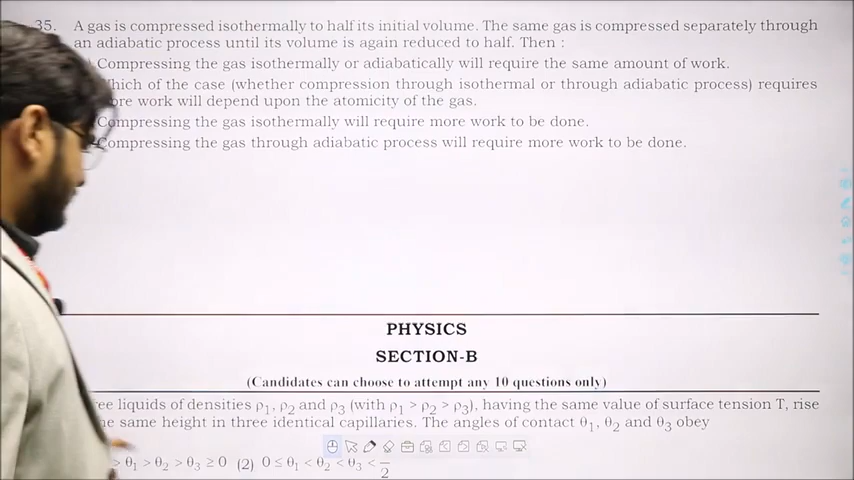 35. A gas is compressed isothermally to half its initial volume. The same gas is compressed separately through
an adiabatic process until its volume is again reduced to half. Then :
Compressing the gas isothermally or adiabatically will require the same amount of work.
which of the case (whether compression through isothermal or through adiabatic process) requires
work will depend upon the atomicity of the gas.
Compressing the gas isothermally will require more work to be done.
Compressing the gas through adiabatic process will require more work to be done.
PHYSICS
SECTION-B
(Candidates can choose to attempt any 10 questions only)
liquids of densities ρ₁, ρ₂ and ρ₃ (with ρ₁ > ρ₂ > ρ₃), having the same value of surface tension T, rise
same height in three identical capillaries. The angles of contact θ₁, θ₂ and θ₃ obey
> θ₁ > θ₂ > θ₃ ≥ 0 (2) 0 ≤ θ₁ < θ₂ < θ₃ < /2